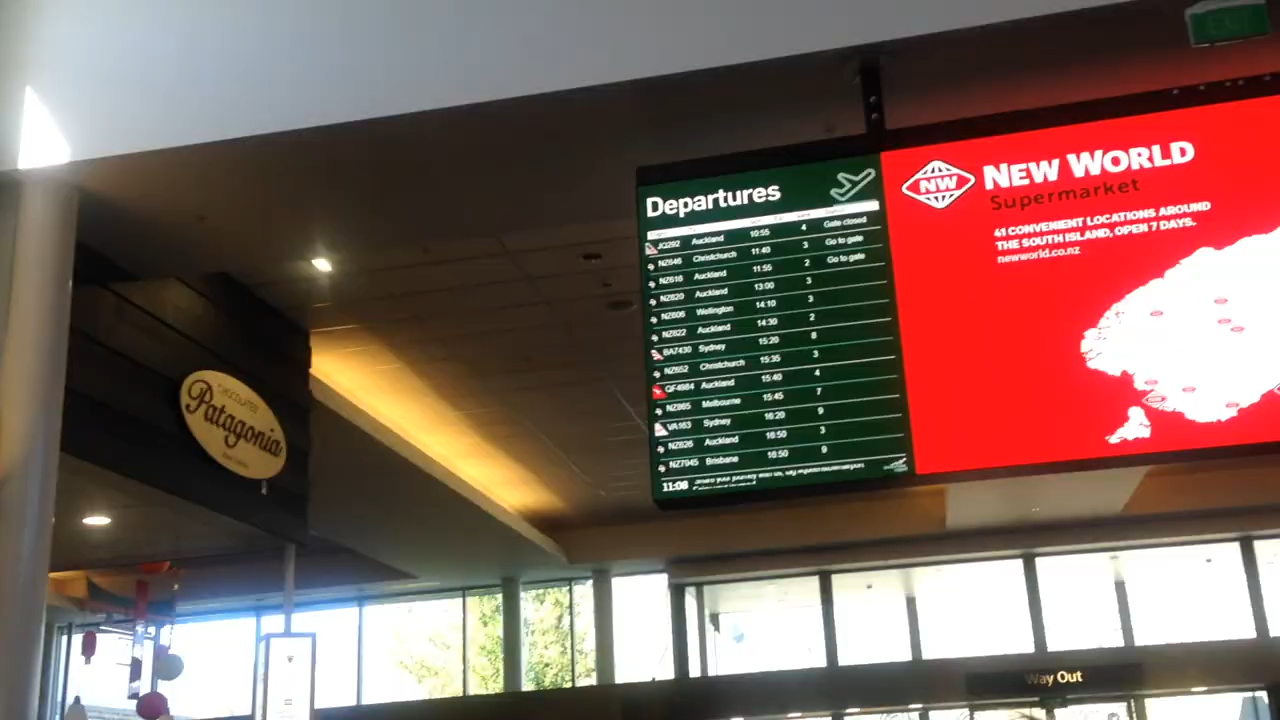 EXIT
Departures
JQ292 Auckland 10:55 4 Gate closed
NZ646 Christchurch 11:40 3 Go to gate
NZ616 Auckland 11:55 2 Go to gate
NZ620 Auckland 13:00 3
NZ606 Wellington 14:10 3
NZ622 Auckland 14:30 2
BA7430 Sydney 15:20 8
NZ652 Christchurch 15:35 3
QF4984 Auckland 15:40 4
NZ865 Melbourne 15:45 7
VA163 Sydney 16:20 9
NZ626 Auckland 16:50 3
NZ7945 Brisbane 16:50 9
11:08
NW
NEW WORLD
Supermarket
41 CONVENIENT LOCATIONS AROUND
THE SOUTH ISLAND, OPEN 7 DAYS.
newworld.co.nz
CHOCOLATES
Patagonia
Way Out